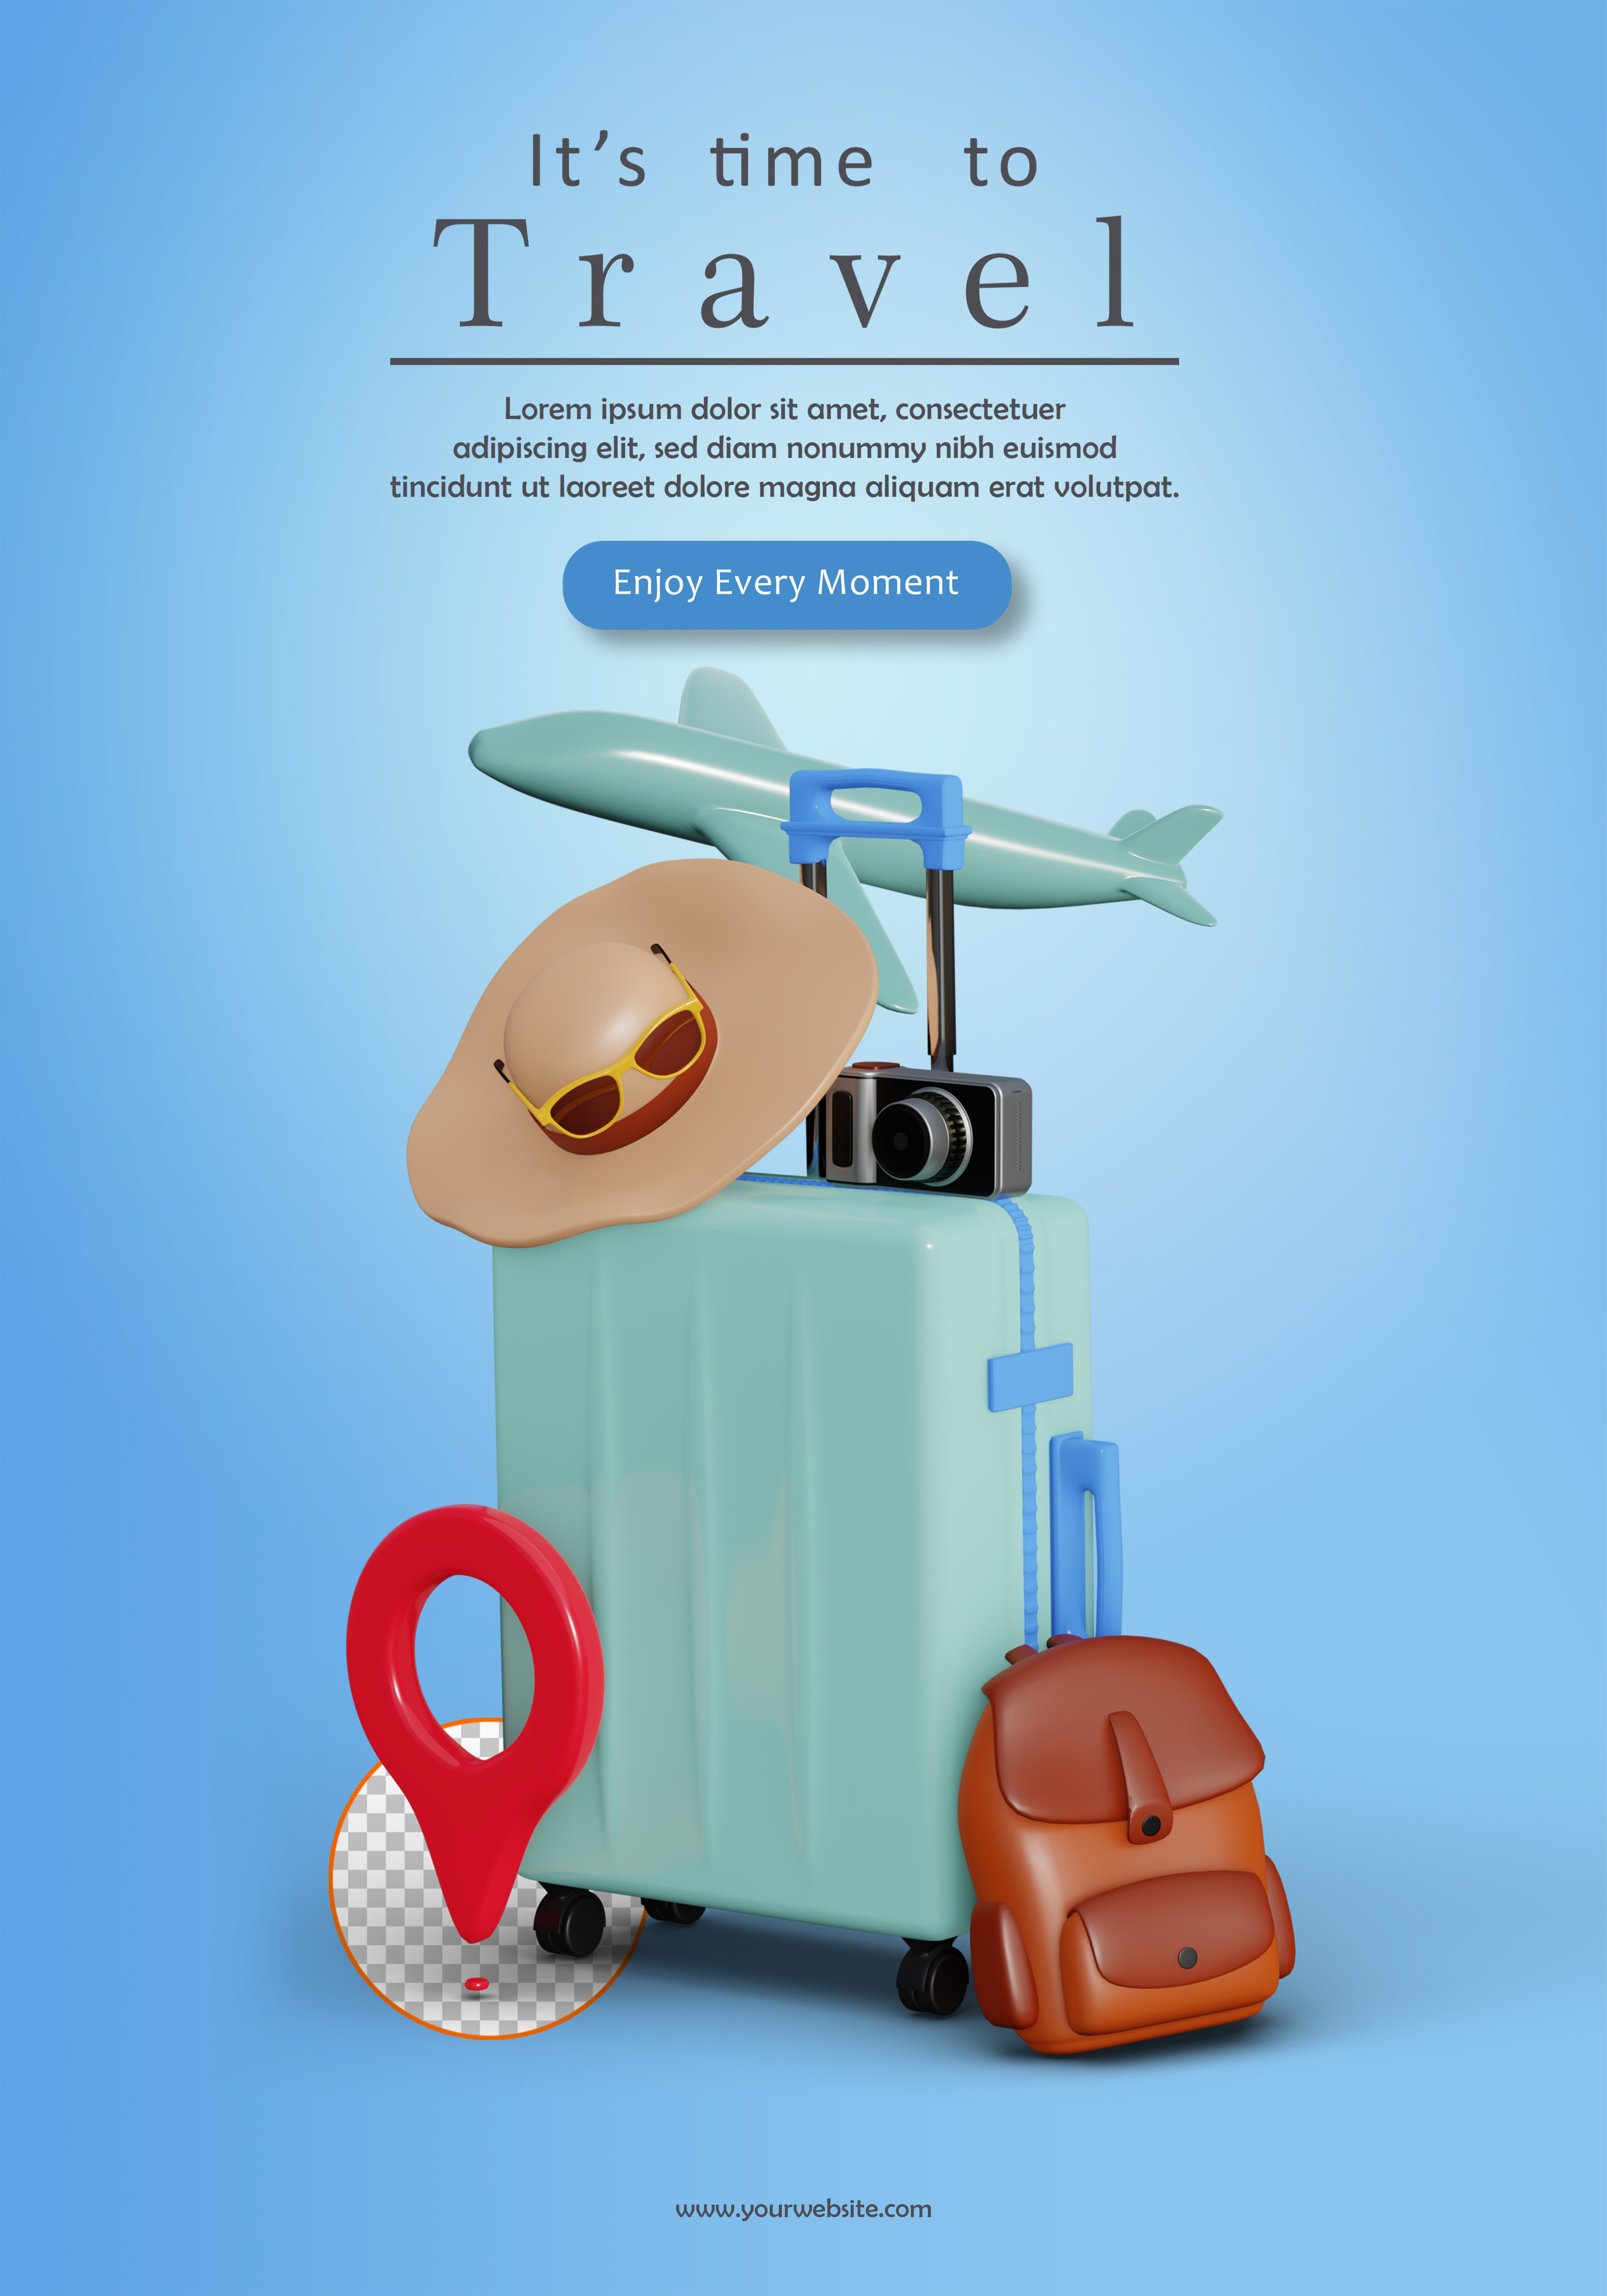 It’s time to
Travel
Lorem ipsum dolor sit amet, consectetuer
adipiscing elit, sed diam nonummy nibh euismod
tincidunt ut laoreet dolore magna aliquam erat volutpat.
Enjoy Every Moment
www.yourwebsite.com